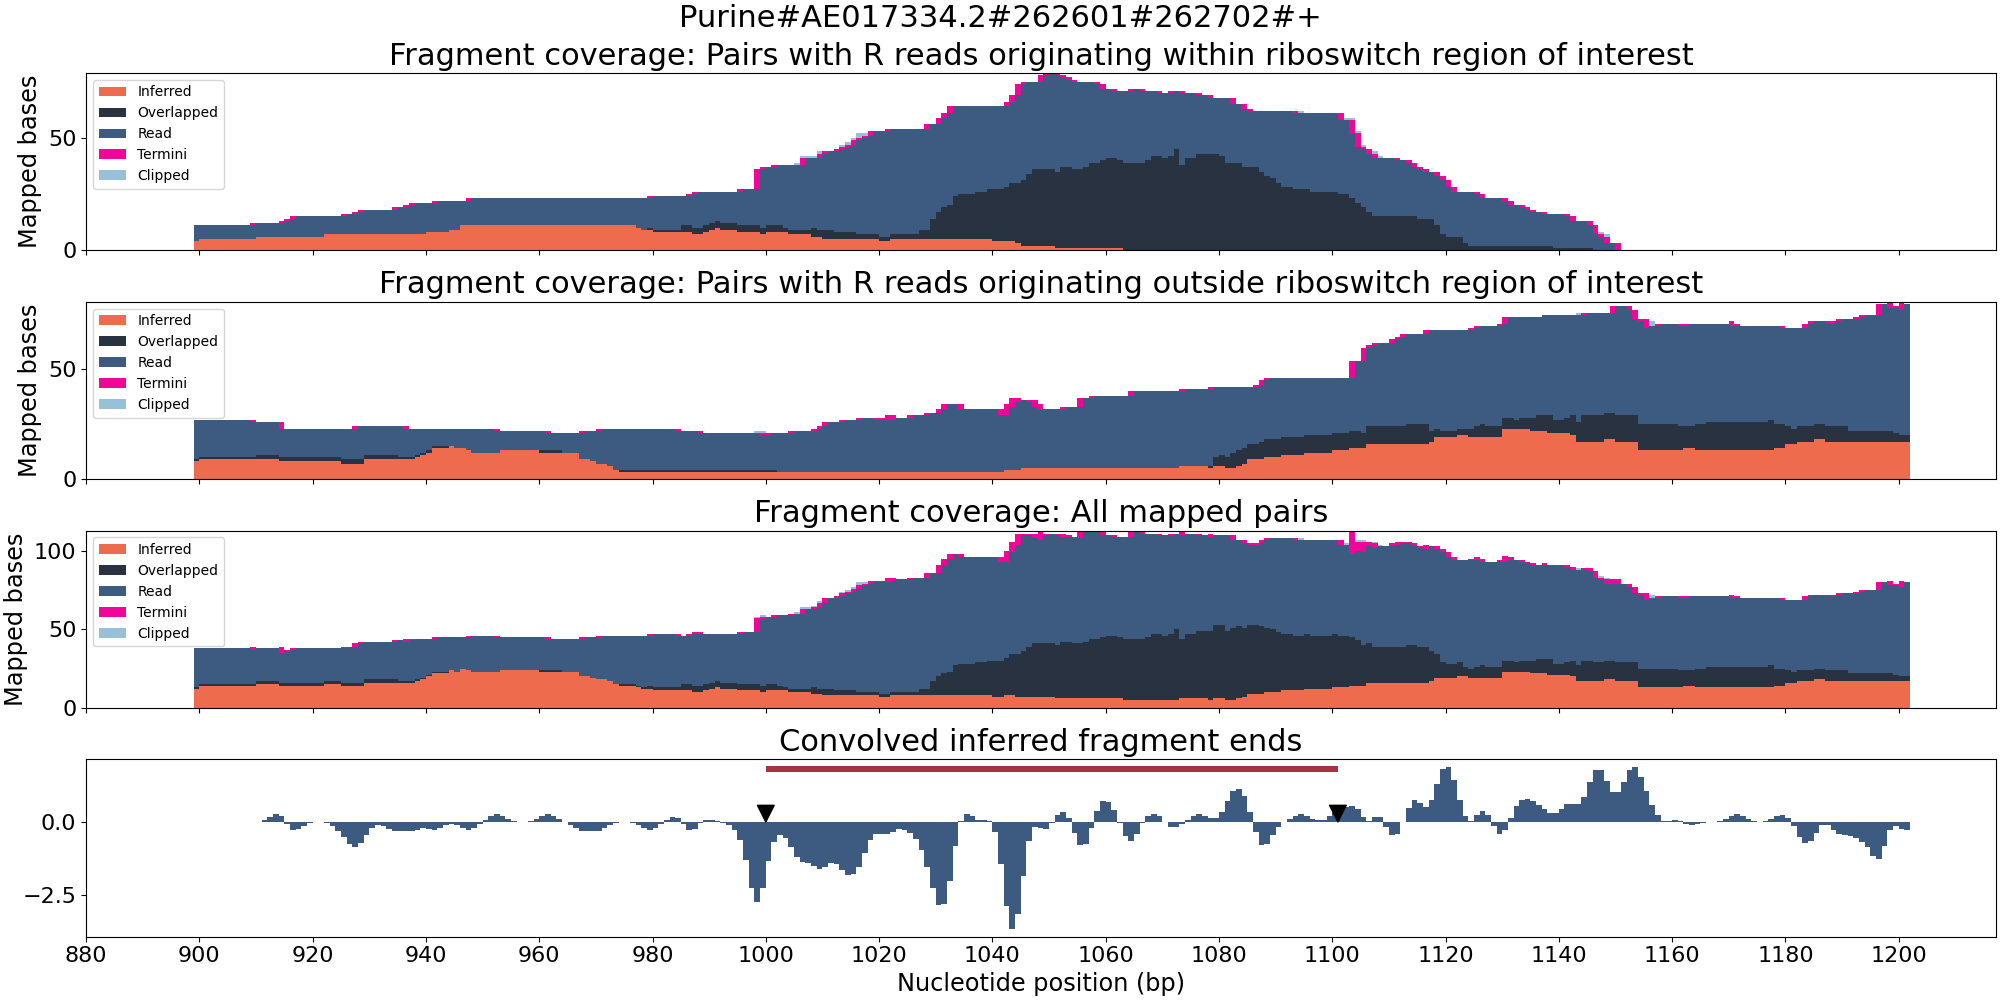 Purine#AE017334.2#262601#262702#+
Fragment coverage: Pairs with R reads originating within riboswitch region of interest
Mapped bases
50
0
Inferred
Overlapped
Read
Termini
Clipped
Fragment coverage: Pairs with R reads originating outside riboswitch region of interest
Mapped bases
50
0
Inferred
Overlapped
Read
Termini
Clipped
Fragment coverage: All mapped pairs
Mapped bases
100
50
0
Inferred
Overlapped
Read
Termini
Clipped
Convolved inferred fragment ends
0.0
−2.5
880 900 920 940 960 980 1000 1020 1040 1060 1080 1100 1120 1140 1160 1180 1200
Nucleotide position (bp)